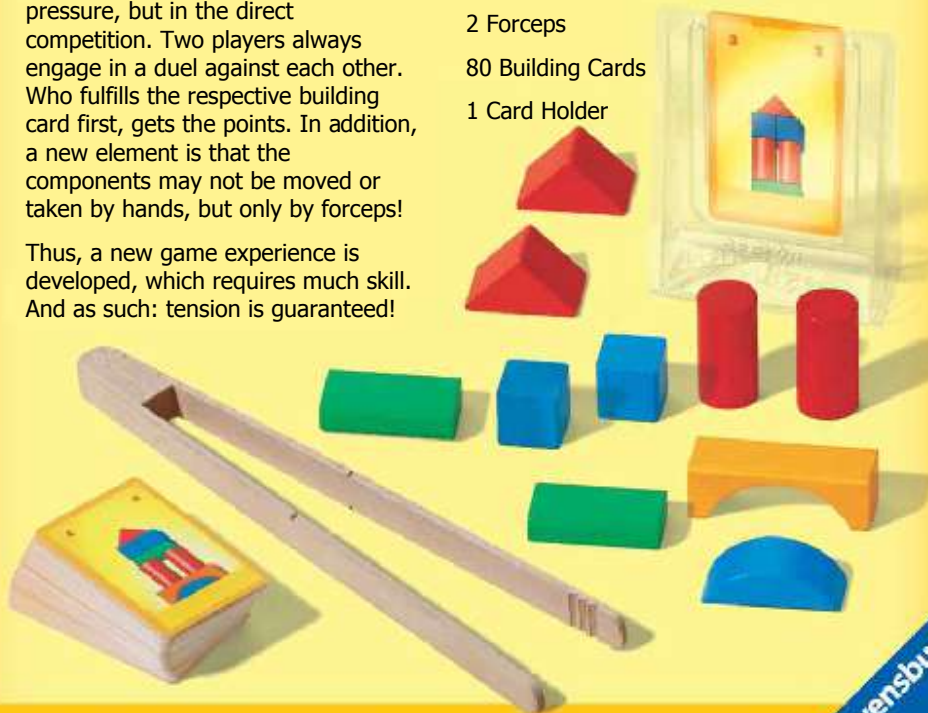 pressure, but in the direct
competition. Two players always
engage in a duel against each other.
Who fulfills the respective building
card first, gets the points. In addition,
a new element is that the
components may not be moved or
taken by hands, but only by forceps!
Thus, a new game experience is
developed, which requires much skill.
And as such: tension is guaranteed!
2 Forceps
80 Building Cards
1 Card Holder